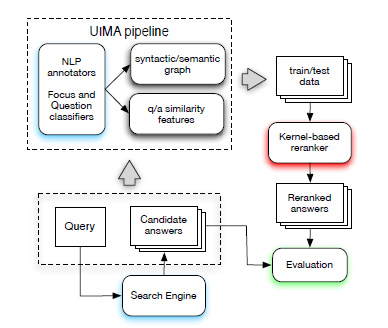 UIMA pipeline
NLP
annotators
Focus and
Question
classifiers
syntactic/semantic
graph
q/a similarity
features
train/test
data
Kernel-based
reranker
Reranked
answers
Evaluation
Query
Candidate
answers
Search Engine